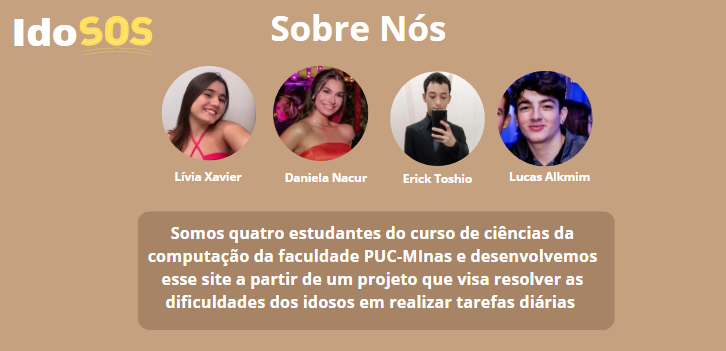 IdoSOS
Sobre Nós
Lívia Xavier
Daniela Nacur
Erick Toshio
Lucas Alkmim
Somos quatro estudantes do curso de ciências da
computação da faculdade PUC-MInas e desenvolvemos
esse site a partir de um projeto que visa resolver as
dificuldades dos idosos em realizar tarefas diárias